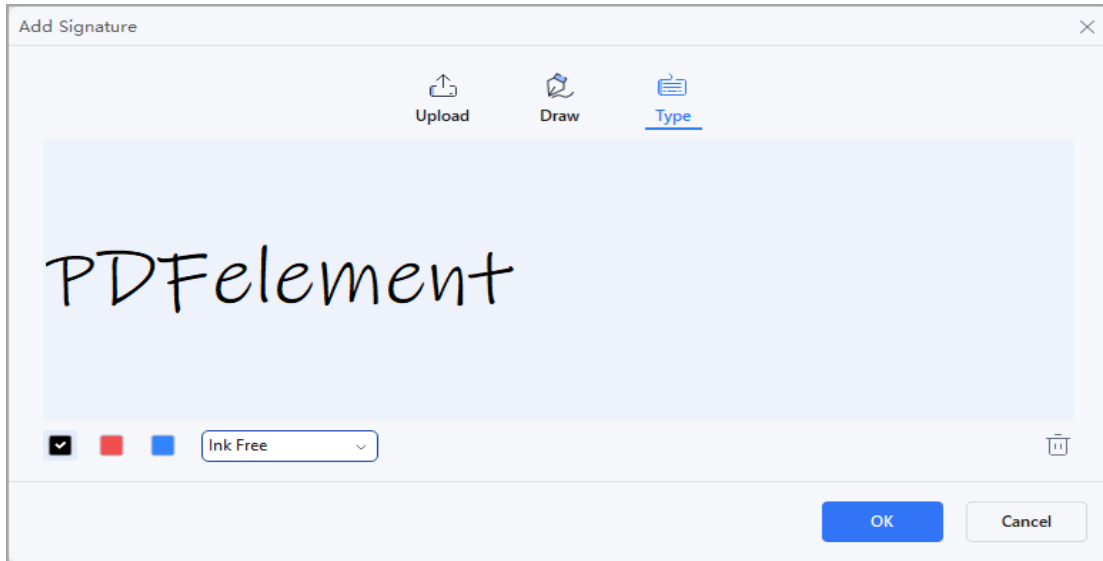 Add Signature
Upload Draw Type
PDFelement
Ink Free
OK Cancel